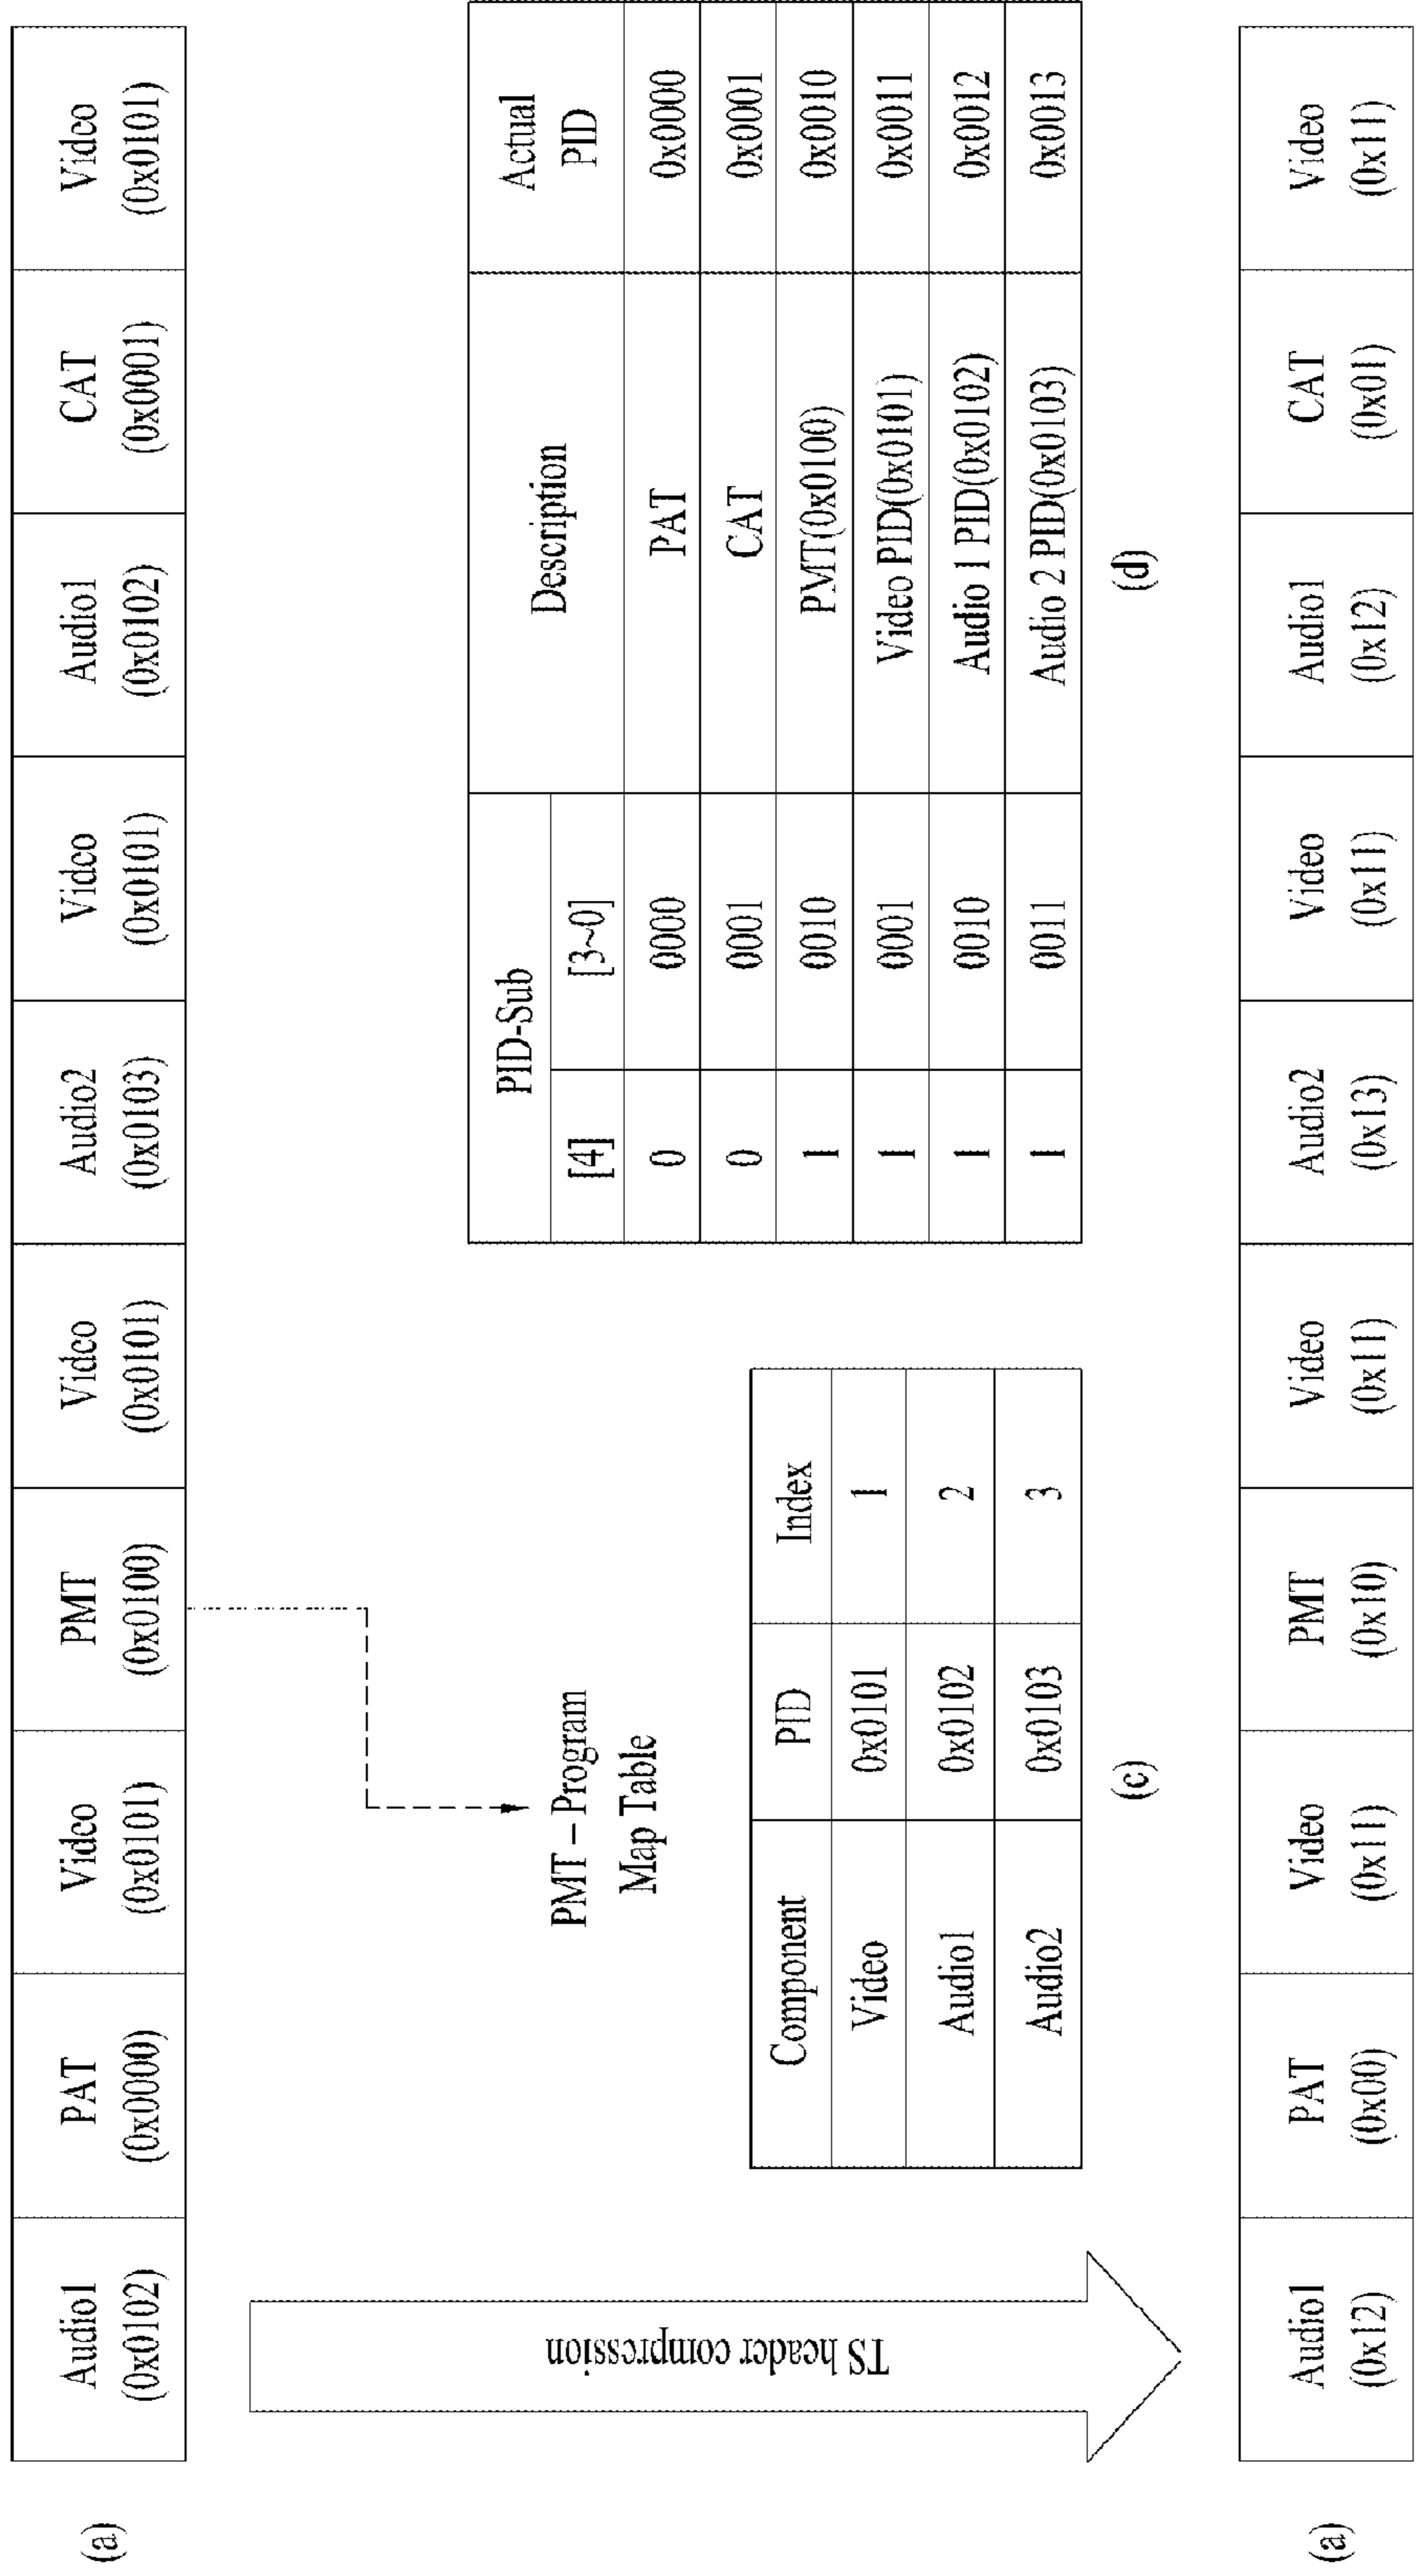 (a)
Audio1
(0x0102)
PAT
(0x0000)
Video
(0x0101)
PMT
(0x0100)
Video
(0x0101)
Audio2
(0x0103)
Video
(0x0101)
Audio1
(0x0102)
CAT
(0x0001)
Video
(0x0101)
TS header compression
PMT – Program
Map Table
Component PID Index
Video 0x0101 1
Audio1 0x0102 2
Audio2 0x0103 3
(c)
PID-Sub Description Actual PID
[4] [3~0]
0 0000 PAT 0x0000
0 0001 CAT 0x0001
1 0010 PMT(0x0100) 0x0010
1 0001 Video PID(0x0101) 0x0011
1 0010 Audio 1 PID(0x0102) 0x0012
1 0011 Audio 2 PID(0x0103) 0x0013
(d)
(a)
Audio1
(0x12)
PAT
(0x00)
Video
(0x11)
PMT
(0x10)
Video
(0x11)
Audio2
(0x13)
Video
(0x11)
Audio1
(0x12)
CAT
(0x01)
Video
(0x11)